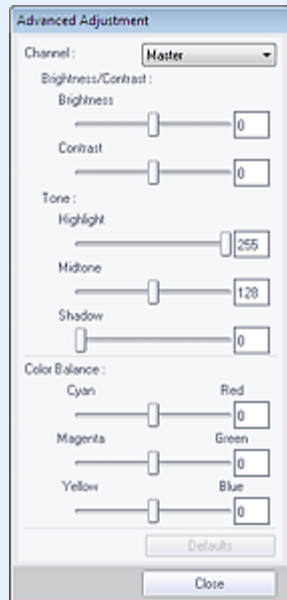 Advanced Adjustment
Channel : Master
Brightness/Contrast :
Brightness
0
Contrast
0
Tone :
Highlight
255
Midtone
128
Shadow
0
Color Balance :
Cyan Red
0
Magenta Green
0
Yellow Blue
0
Defaults
Close